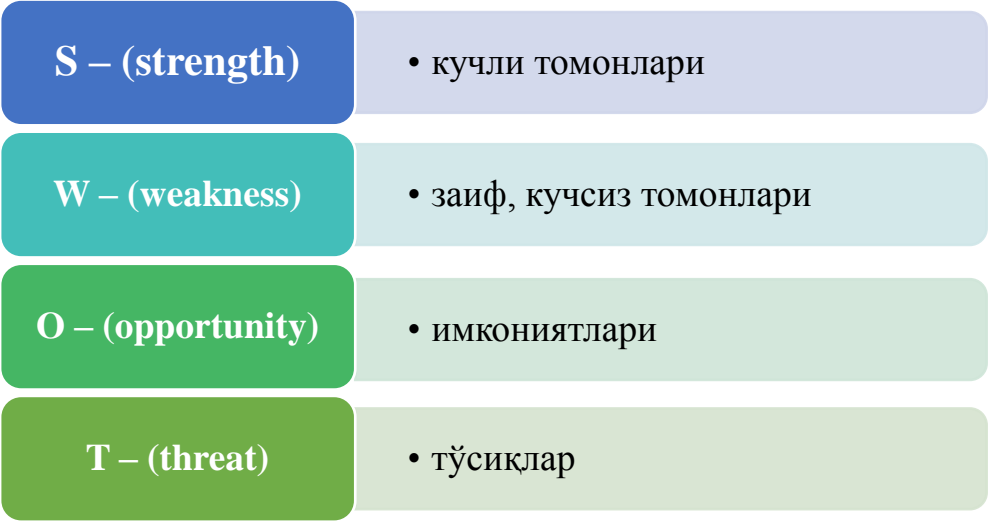 S – (strength)
• кучли томонлари
W – (weakness)
• заиф, кучсиз томонлари
O – (opportunity)
• имкониятлари
T – (threat)
• тўсиқлар